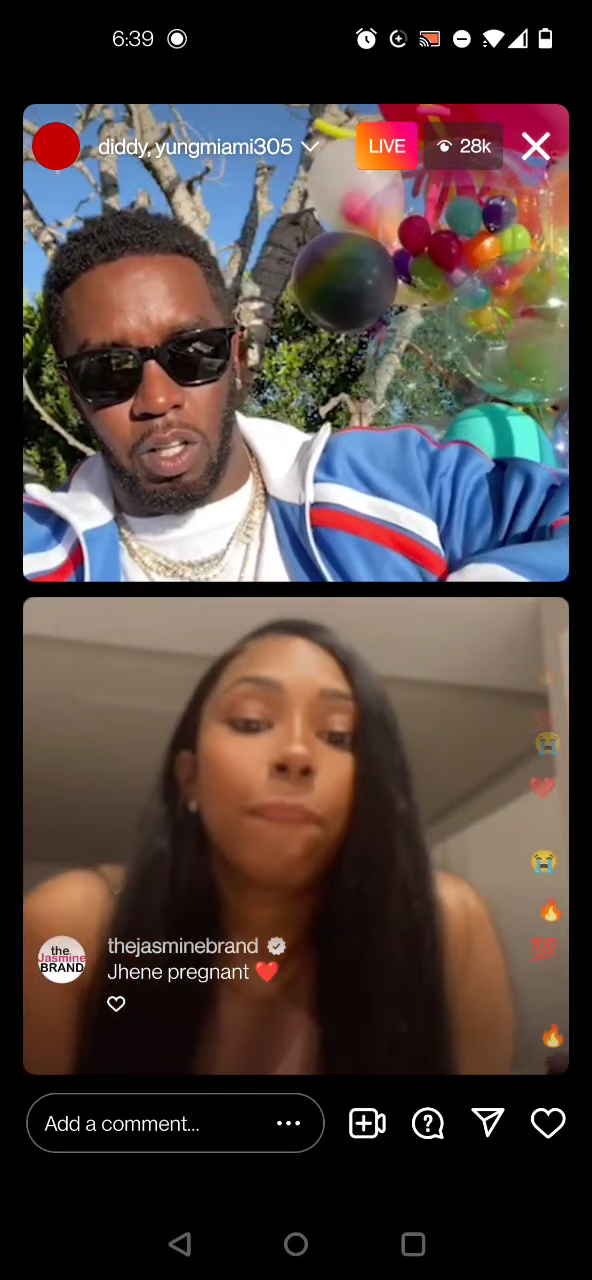 6:39
diddy, yungmiami305
LIVE
28k
the
Jasmine
BRAND
thejasminebrand
Jhene pregnant ❤️
💯
Add a comment...